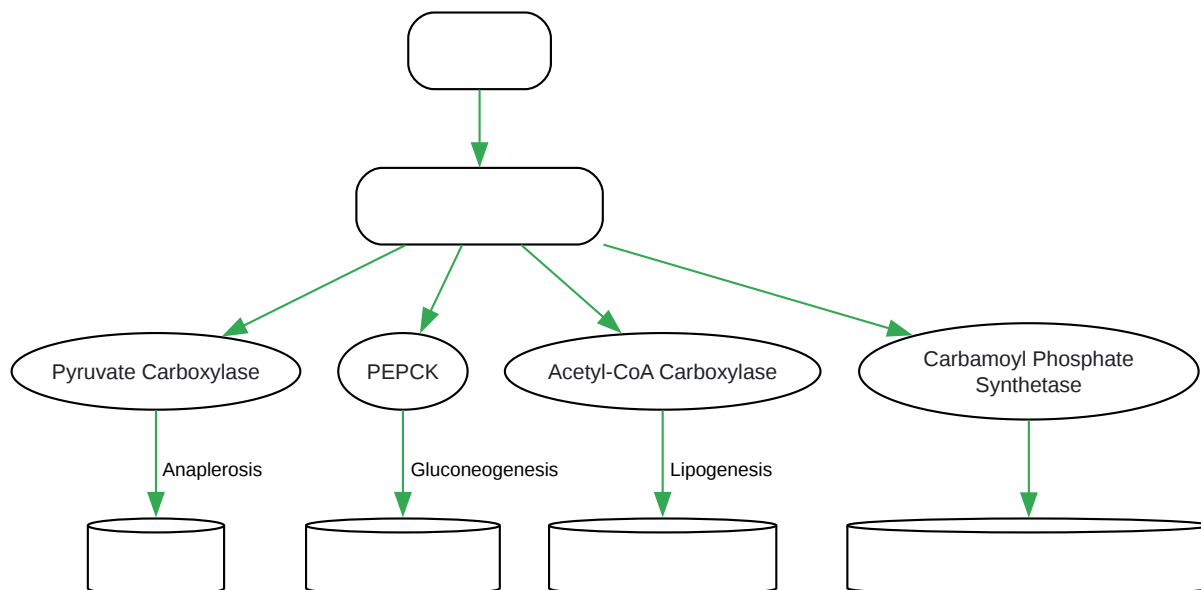 Pyruvate Carboxylase
PEPCK
Acetyl-CoA Carboxylase
Carbamoyl Phosphate
Synthetase
Anaplerosis
Gluconeogenesis
Lipogenesis